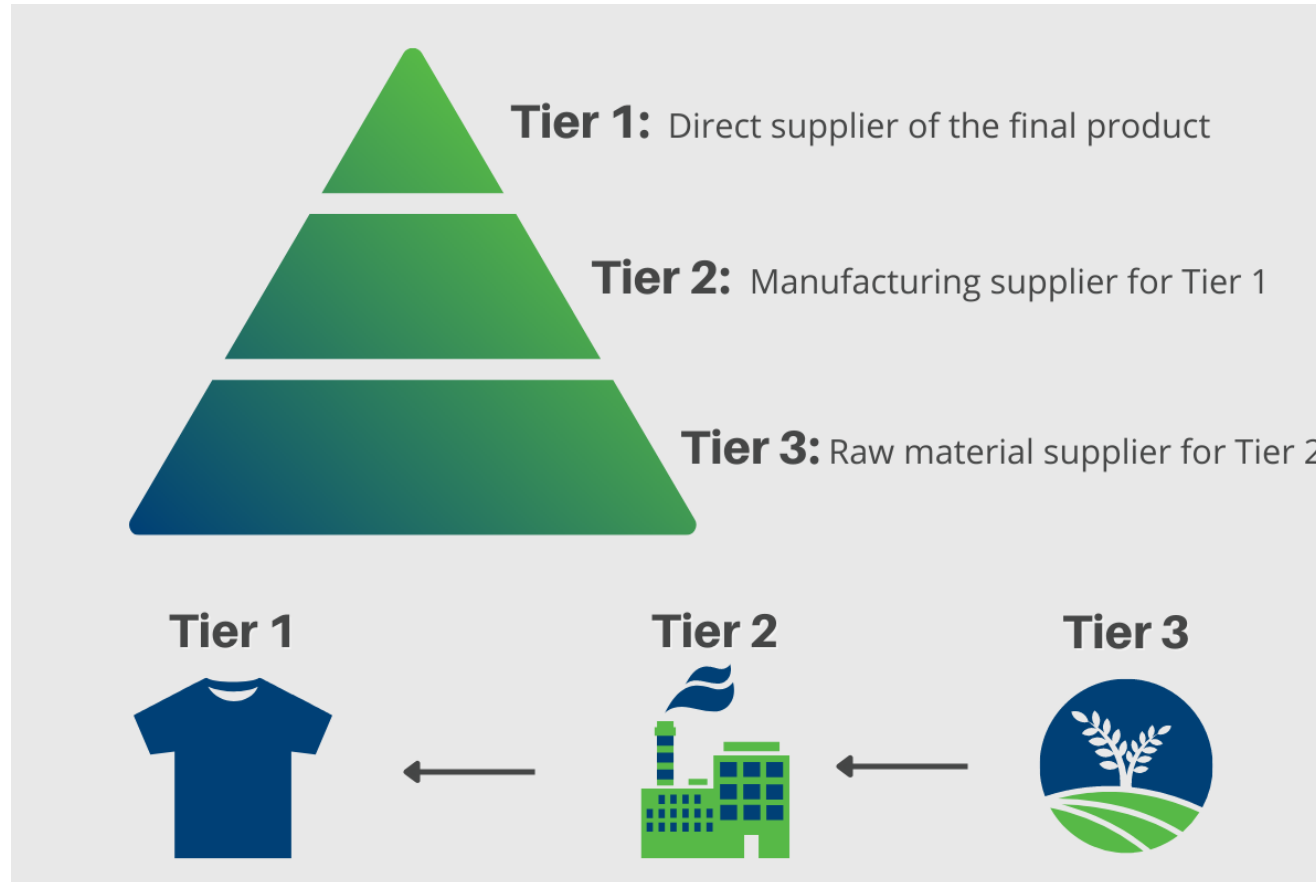 Tier 1: Direct supplier of the final product
Tier 2: Manufacturing supplier for Tier 1
Tier 3: Raw material supplier for Tier 2
Tier 1
Tier 2
Tier 3